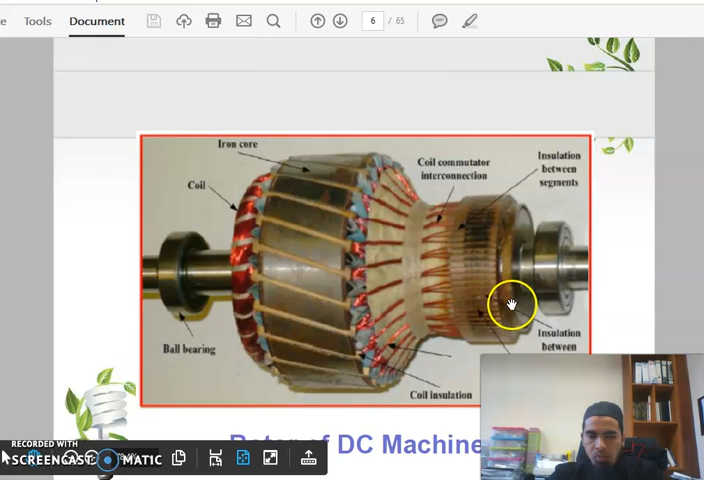 Tools
Document
6 / 65
Iron core
Coil
Coil commutator
interconnection
Insulation
between
segments
Ball bearing
Insulation
between
Coil insulation
of DC Machine
RECORDED WITH
SCREENCAST MATIC